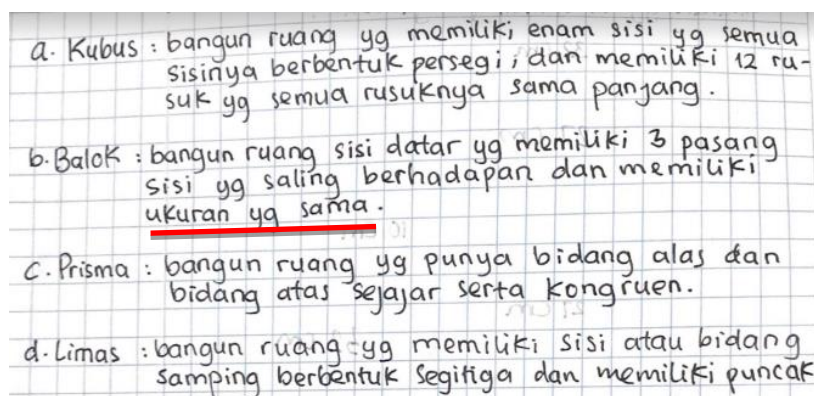 a. Kubus : bangun ruang yg memiliki enam sisi yg semua
sisinya berbentuk persegi, dan memiliki 12 ru-
suk yg semua rusuknya sama panjang.
b. Balok : bangun ruang sisi datar yg memiliki 3 pasang
sisi yg saling berhadapan dan memiliki
ukuran yg sama.
c. Prisma : bangun ruang yg punya bidang alas dan
bidang atas sejajar serta kongruen.
d. Limas : bangun ruang yg memiliki sisi atau bidang
samping berbentuk segitiga dan memiliki puncak